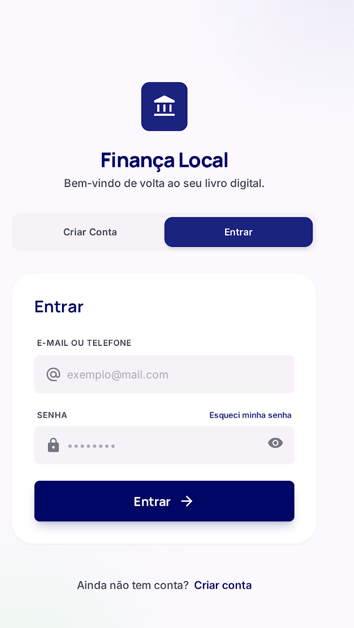 Finança Local
Bem-vindo de volta ao seu livro digital.
Criar Conta
Entrar
Entrar
E-MAIL OU TELEFONE
exemplo@mail.com
SENHA
Esqueci minha senha
••••••••
Entrar →
Ainda não tem conta? Criar conta